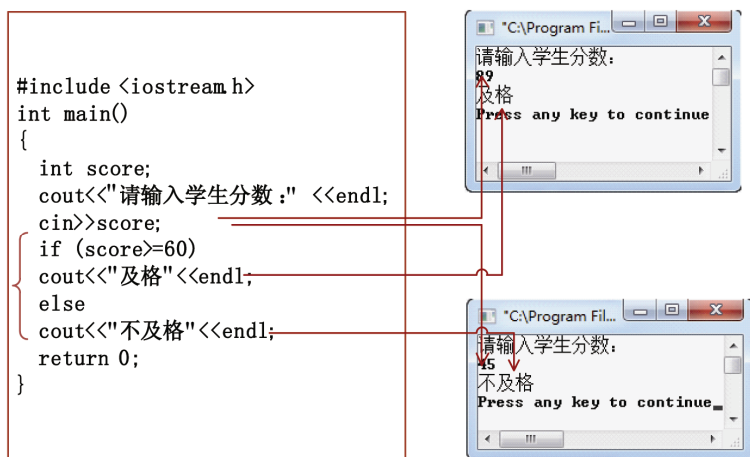 #include <iostream.h>
int main()
{
int score;
cout<<"请输入学生分数:" <<endl;
cin>>score;
if (score>=60)
cout<<"及格"<<endl;
else
cout<<"不及格"<<endl;
return 0;
}
"C:\Program Fi...
请输入学生分数：
89
及格
Press any key to continue
"C:\Program Fil...
请输入学生分数：
45
不及格
Press any key to continue